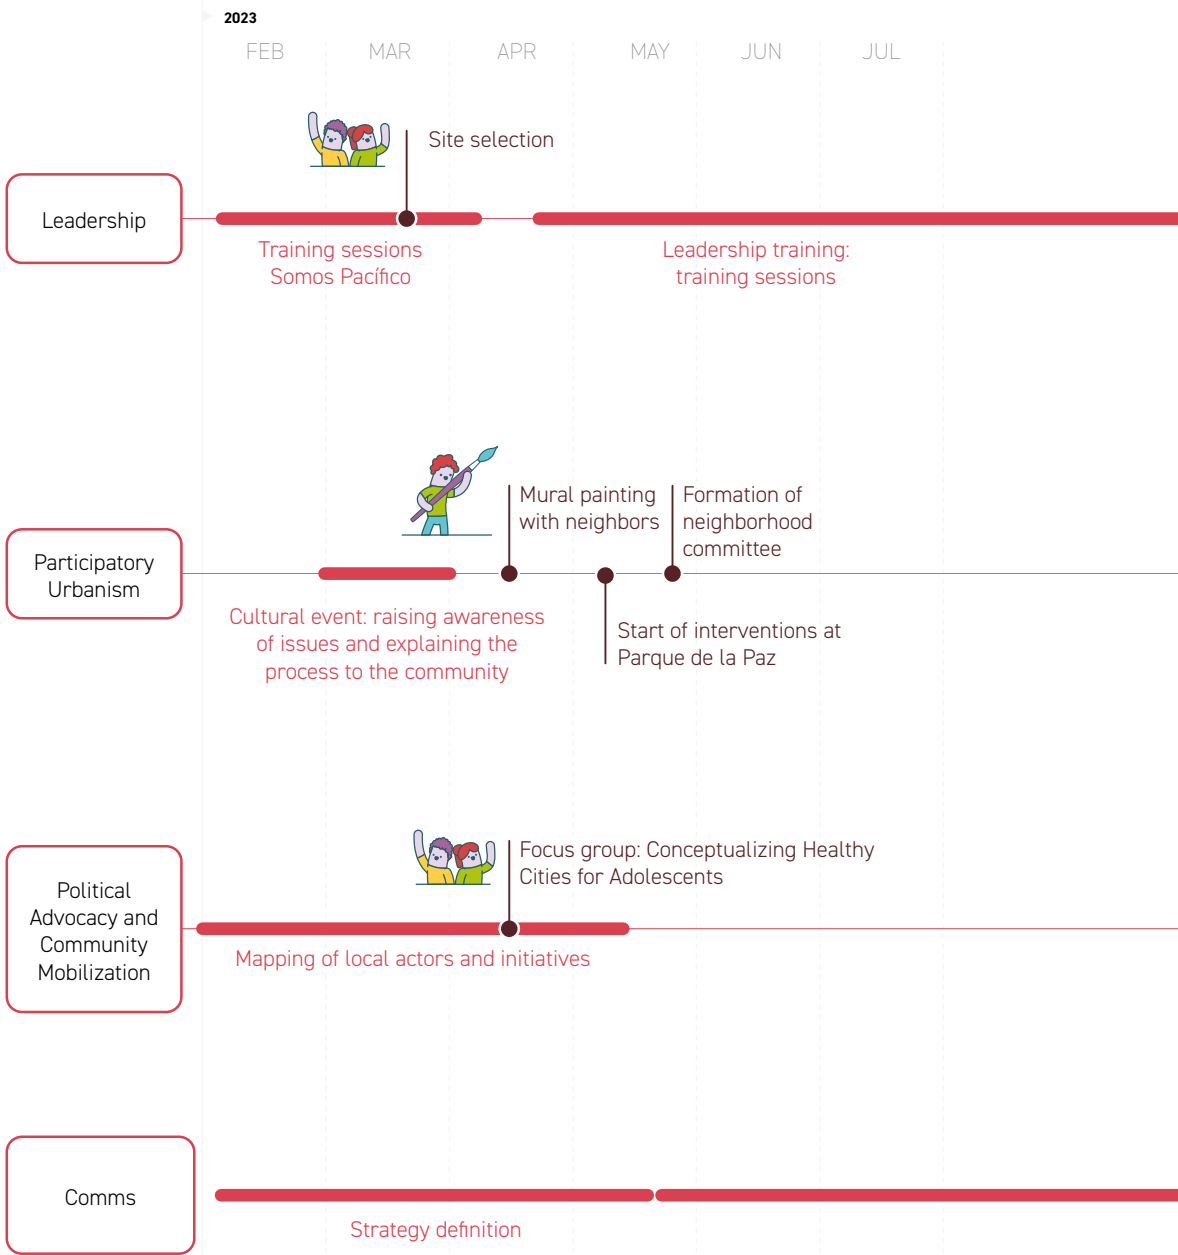 2023
FEB
MAR
APR
MAY
JUN
JUL
Site selection
Leadership
Training sessions
Somos Pacífico
Leadership training:
training sessions
Mural painting
with neighbors
Formation of
neighborhood
committee
Participatory
Urbanism
Cultural event: raising awareness
of issues and explaining the
process to the community
Start of interventions at
Parque de la Paz
Focus group: Conceptualizing Healthy
Cities for Adolescents
Political
Advocacy and
Community
Mobilization
Mapping of local actors and initiatives
Comms
Strategy definition